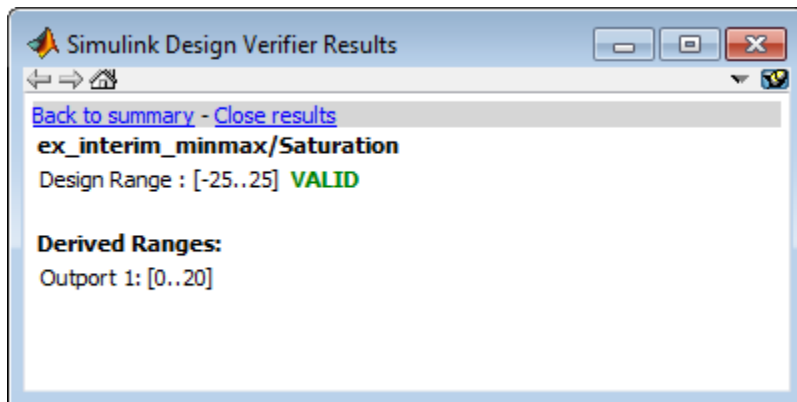 Simulink Design Verifier Results
Back to summary - Close results
ex_interim_minmax/Saturation
Design Range : [-25..25] VALID
Derived Ranges:
Outport 1: [0..20]